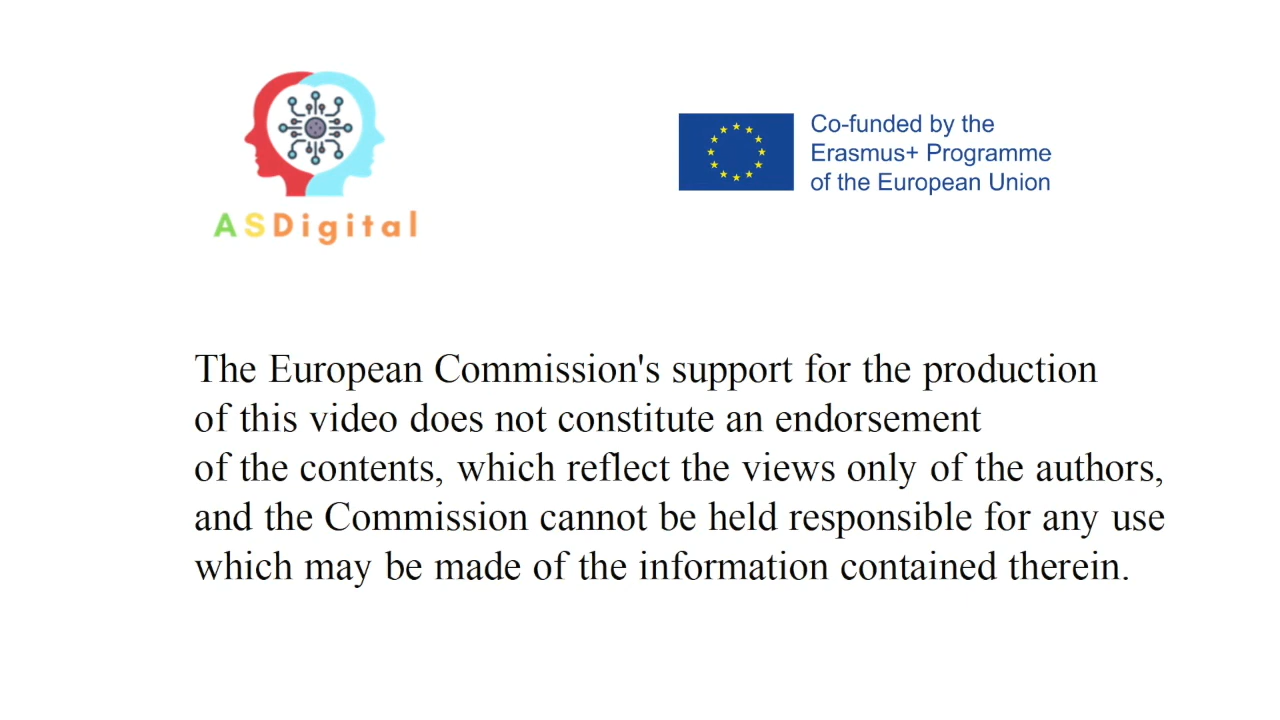 ASDigital
Co-funded by the
Erasmus+ Programme
of the European Union
The European Commission's support for the production
of this video does not constitute an endorsement
of the contents, which reflect the views only of the authors,
and the Commission cannot be held responsible for any use
which may be made of the information contained therein.